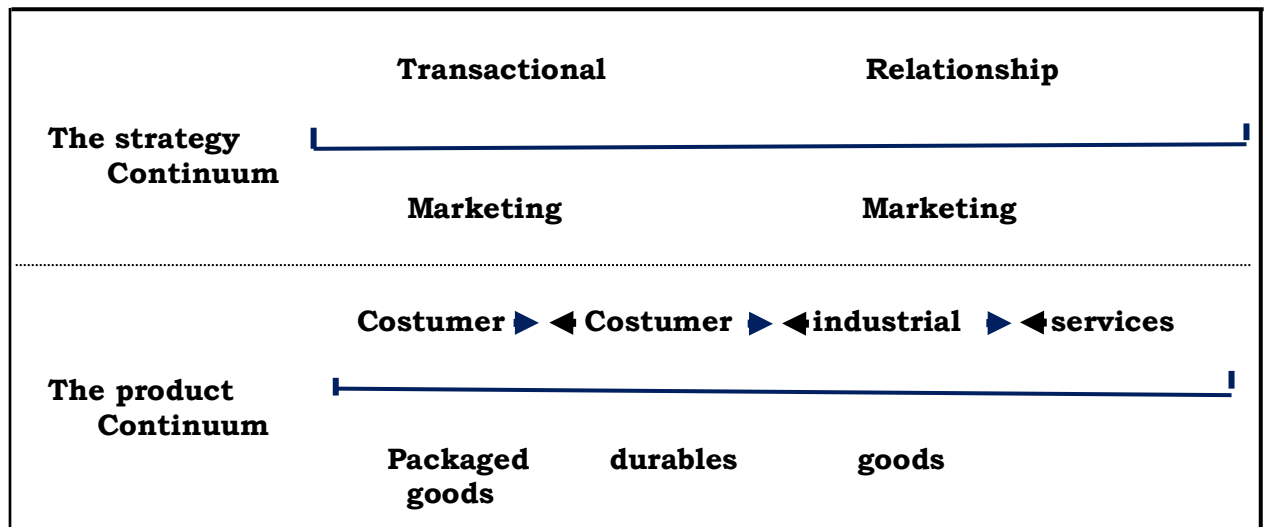 Transactional Relationship
The strategy
Continuum
Marketing Marketing
Costumer Costumer industrial services
The product
Continuum
Packaged durables goods
goods